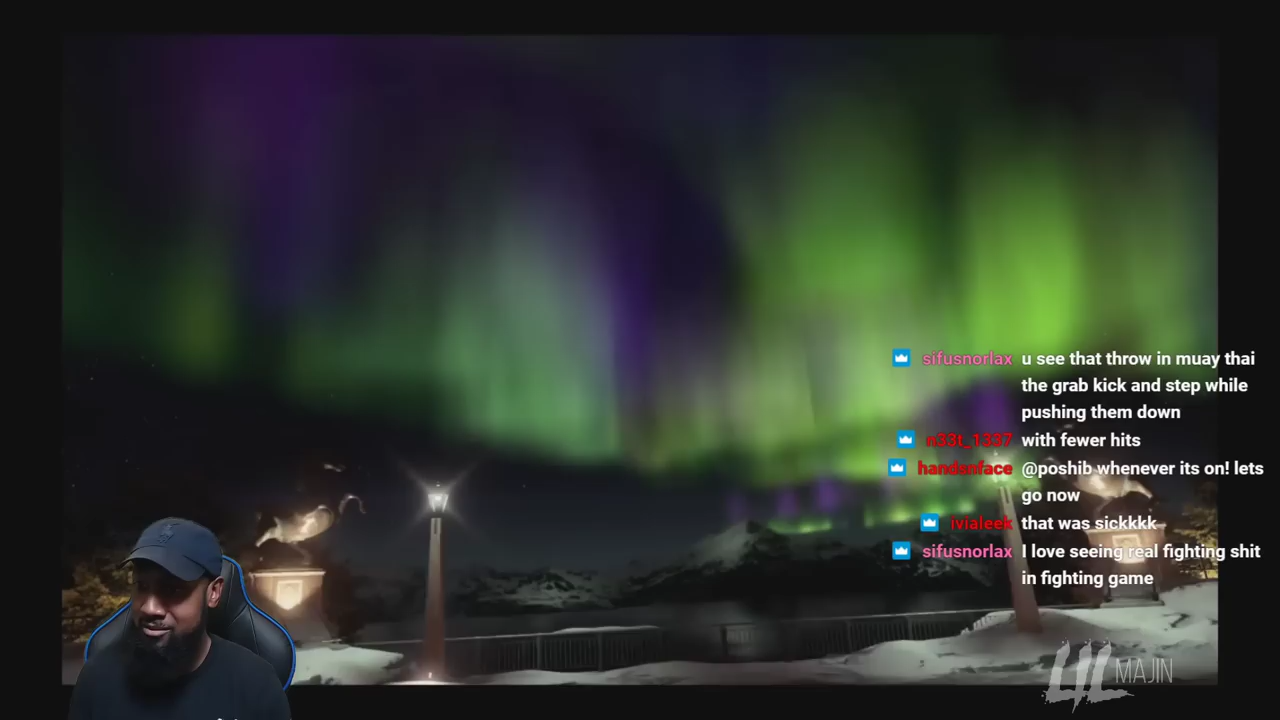 sifusnorlax u see that throw in muay thai
the grab kick and step while
pushing them down
n33t_1337 with fewer hits
handsnface @poshib whenever its on! lets
go now
ivialeek that was sickkkk
sifusnorlax I love seeing real fighting shit
in fighting game
LIL MAJIN